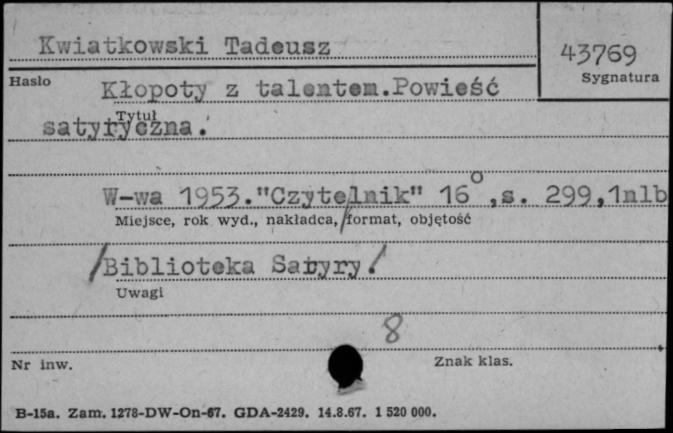 Kwiatkowski Tadeusz
43769
Hasło
Sygnatura
Kłopoty z talentem.Powieść
Tytuł
satyryczna.
W-wa 1953."Czytelnik" 16°,s. 299,1nlb
Miejsce, rok wyd., nakładca, format, objętość
/Biblioteka Satyry/
Uwagi
8
Nr inw.
Znak klas.
B-15a. Zam. 1278-DW-On-67. GDA-2429. 14.8.67. 1 520 000.